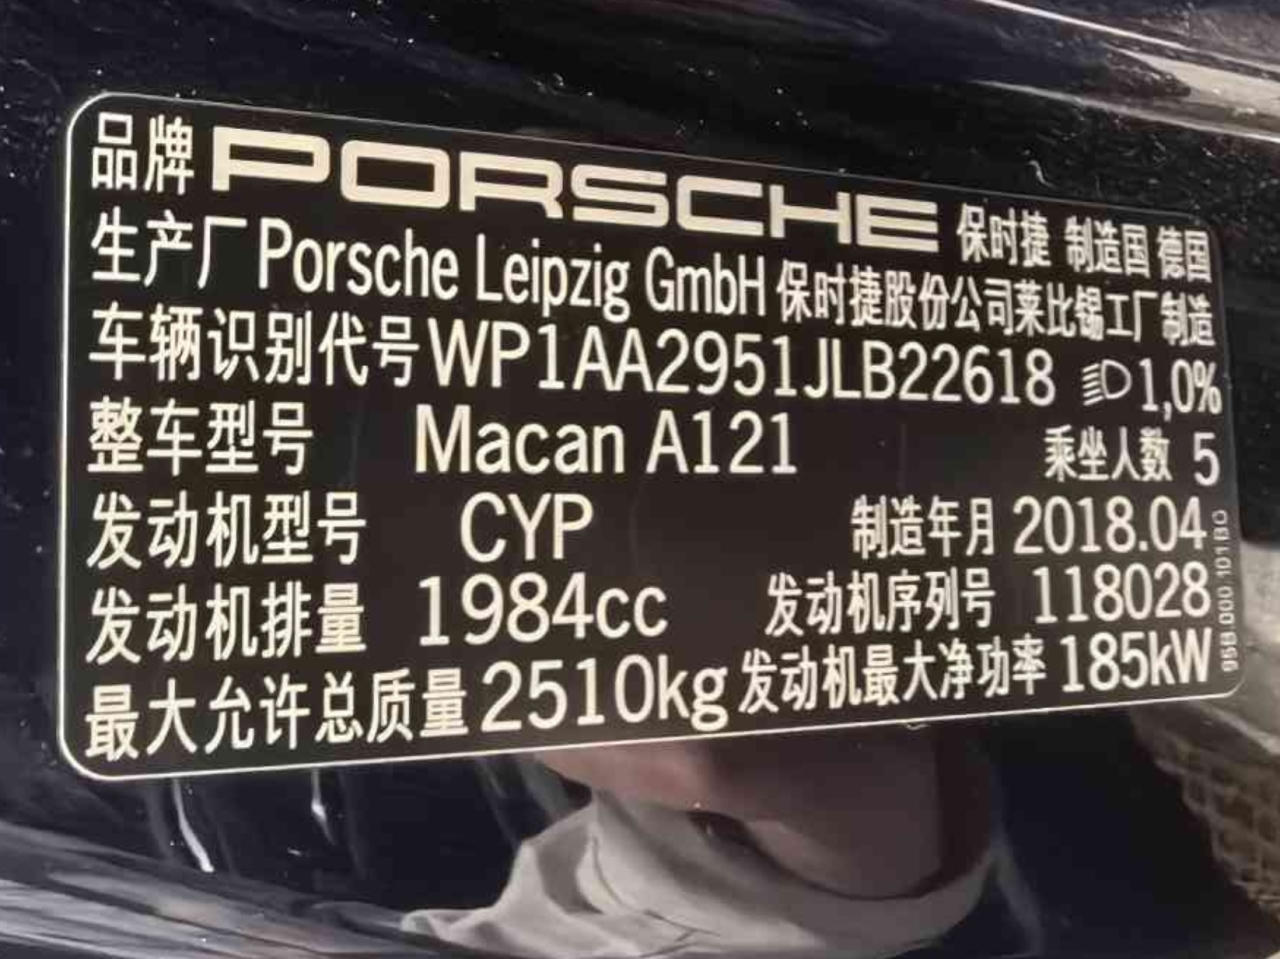 品牌 PORSCHE 保时捷 制造国 德国
生产厂 Porsche Leipzig GmbH 保时捷股份公司莱比锡工厂制造
车辆识别代号 WP1AA2951JLB22618 1,0%
整车型号 Macan A121 乘坐人数 5
发动机型号 CYP 制造年月 2018.04
发动机排量 1984cc 发动机序列号 118028
最大允许总质量 2510kg 发动机最大净功率 185kW
95B.000.101BG